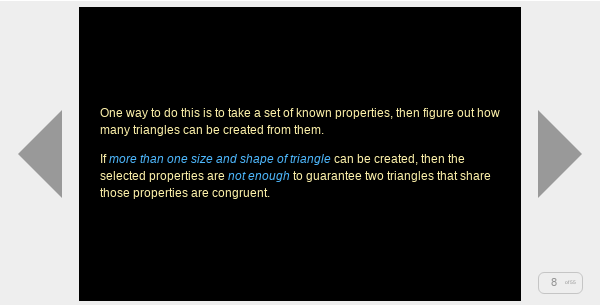 One way to do this is to take a set of known properties, then figure out how
many triangles can be created from them.
If more than one size and shape of triangle can be created, then the
selected properties are not enough to guarantee two triangles that share
those properties are congruent.
8